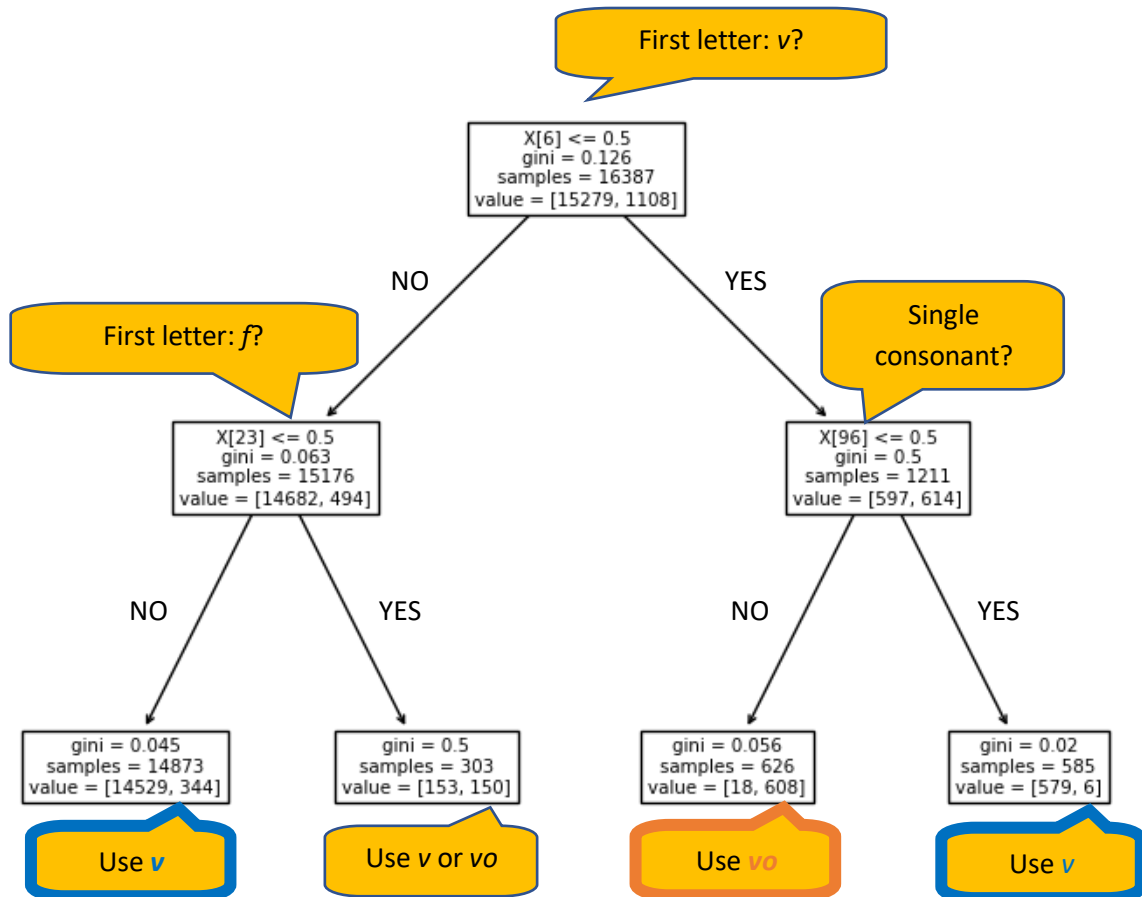 First letter: v?
X[6] <= 0.5
gini = 0.126
samples = 16387
value = [15279, 1108]
NO
YES
First letter: f?
Single
consonant?
X[23] <= 0.5
gini = 0.063
samples = 15176
value = [14682, 494]
X[96] <= 0.5
gini = 0.5
samples = 1211
value = [597, 614]
NO
YES
NO
YES
gini = 0.045
samples = 14873
value = [14529, 344]
gini = 0.5
samples = 303
value = [153, 150]
gini = 0.056
samples = 626
value = [18, 608]
gini = 0.02
samples = 585
value = [579, 6]
Use v
Use v or vo
Use vo
Use v